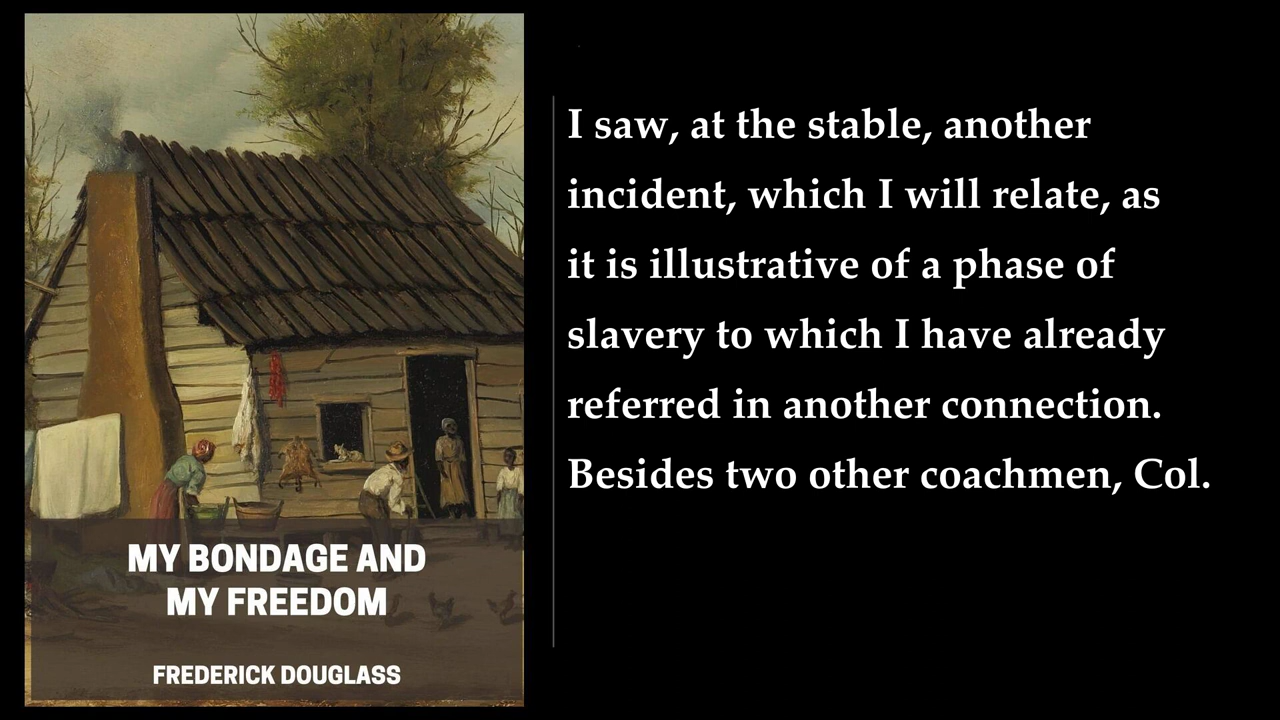 MY BONDAGE AND
MY FREEDOM
FREDERICK DOUGLASS
I saw, at the stable, another
incident, which I will relate, as
it is illustrative of a phase of
slavery to which I have already
referred in another connection.
Besides two other coachmen, Col.